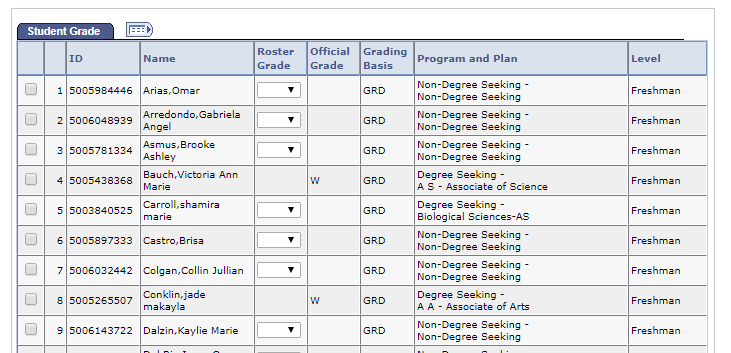 Student Grade
ID Name Roster Grade Official Grade Grading Basis Program and Plan Level
1 5005984446 Arias,Omar GRD Non-Degree Seeking - Freshman
Non-Degree Seeking
2 5006048939 Arredondo,Gabriela GRD Non-Degree Seeking - Freshman
Angel Non-Degree Seeking
3 5005781334 Asmus,Brooke GRD Non-Degree Seeking - Freshman
Ashley Non-Degree Seeking
4 5005438368 Bauch,Victoria Ann W GRD Degree Seeking - Freshman
Marie A S - Associate of Science
5 5003840525 Carroll,shamira GRD Degree Seeking - Freshman
marie Biological Sciences-AS
6 5005897333 Castro,Brisa GRD Non-Degree Seeking - Freshman
Non-Degree Seeking
7 5006032442 Colgan,Collin Jullian GRD Non-Degree Seeking - Freshman
Non-Degree Seeking
8 5005265507 Conklin,jade W GRD Degree Seeking - Freshman
makayla A A - Associate of Arts
9 5006143722 Dalzin,Kaylie Marie GRD Non-Degree Seeking - Freshman
Non-Degree Seeking